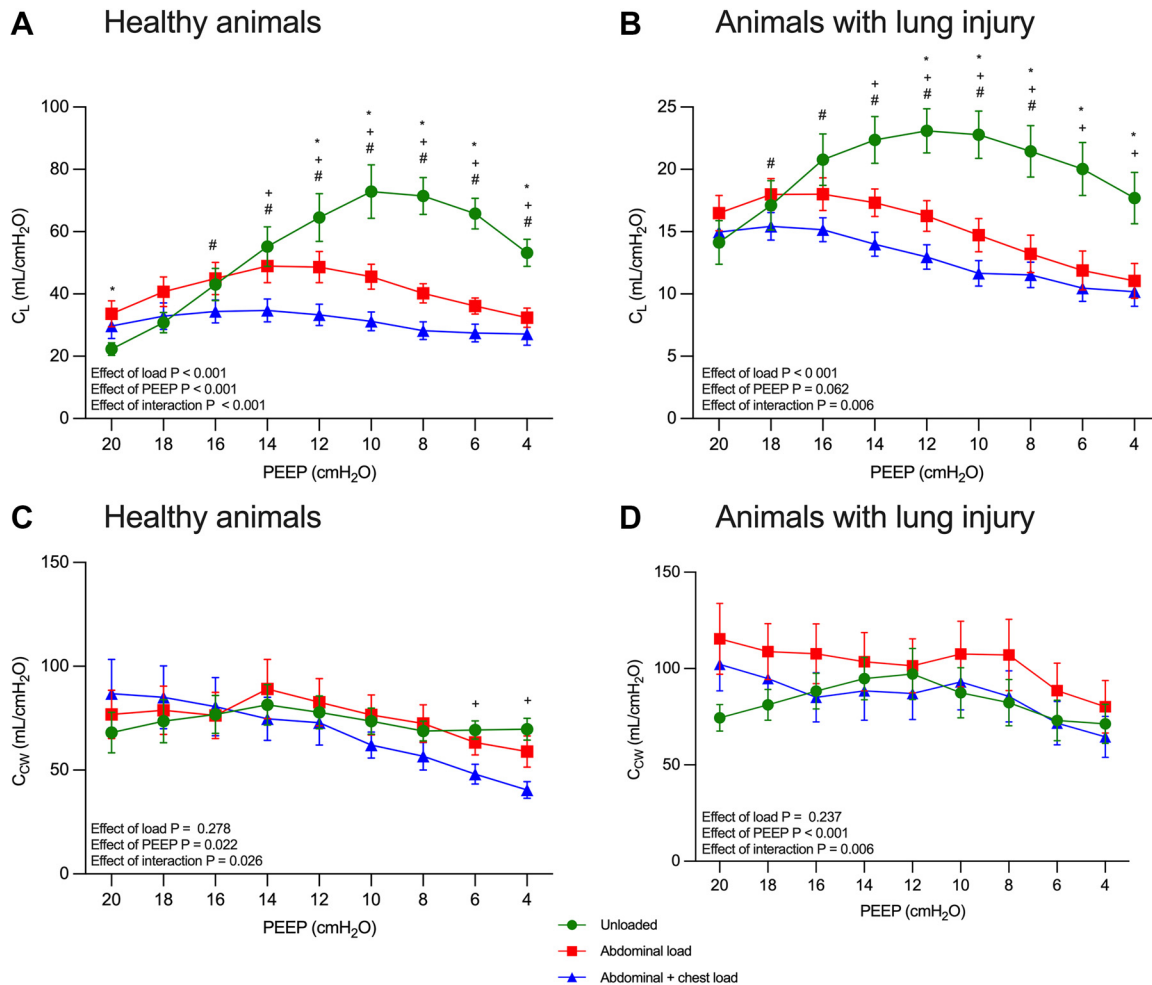 A Healthy animals
*
+
#
*
+
#
*
+
#
*
+
#
*
+
#
+
#
#
*
100
80
60
40
20
0
C_L (mL/cmH2O)
Effect of load P < 0.001
Effect of PEEP P < 0.001
Effect of interaction P < 0.001
20 18 16 14 12 10 8 6 4
PEEP (cmH2O)
B Animals with lung injury
*
+
#
*
+
#
*
+
#
+
#
*
+
*
+
#
#
25
20
15
10
5
0
C_L (mL/cmH2O)
Effect of load P < 0 001
Effect of PEEP P = 0.062
Effect of interaction P = 0.006
20 18 16 14 12 10 8 6 4
PEEP (cmH2O)
C Healthy animals
150
100
50
0
C_CW (mL/cmH2O)
+ +
Effect of load P = 0.278
Effect of PEEP P = 0.022
Effect of interaction P = 0.026
20 18 16 14 12 10 8 6 4
PEEP (cmH2O)
D Animals with lung injury
150
100
50
0
C_CW (mL/cmH2O)
Effect of load P = 0.237
Effect of PEEP P < 0.001
Effect of interaction P = 0.006
20 18 16 14 12 10 8 6 4
PEEP (cmH2O)
Unloaded
Abdominal load
Abdominal + chest load